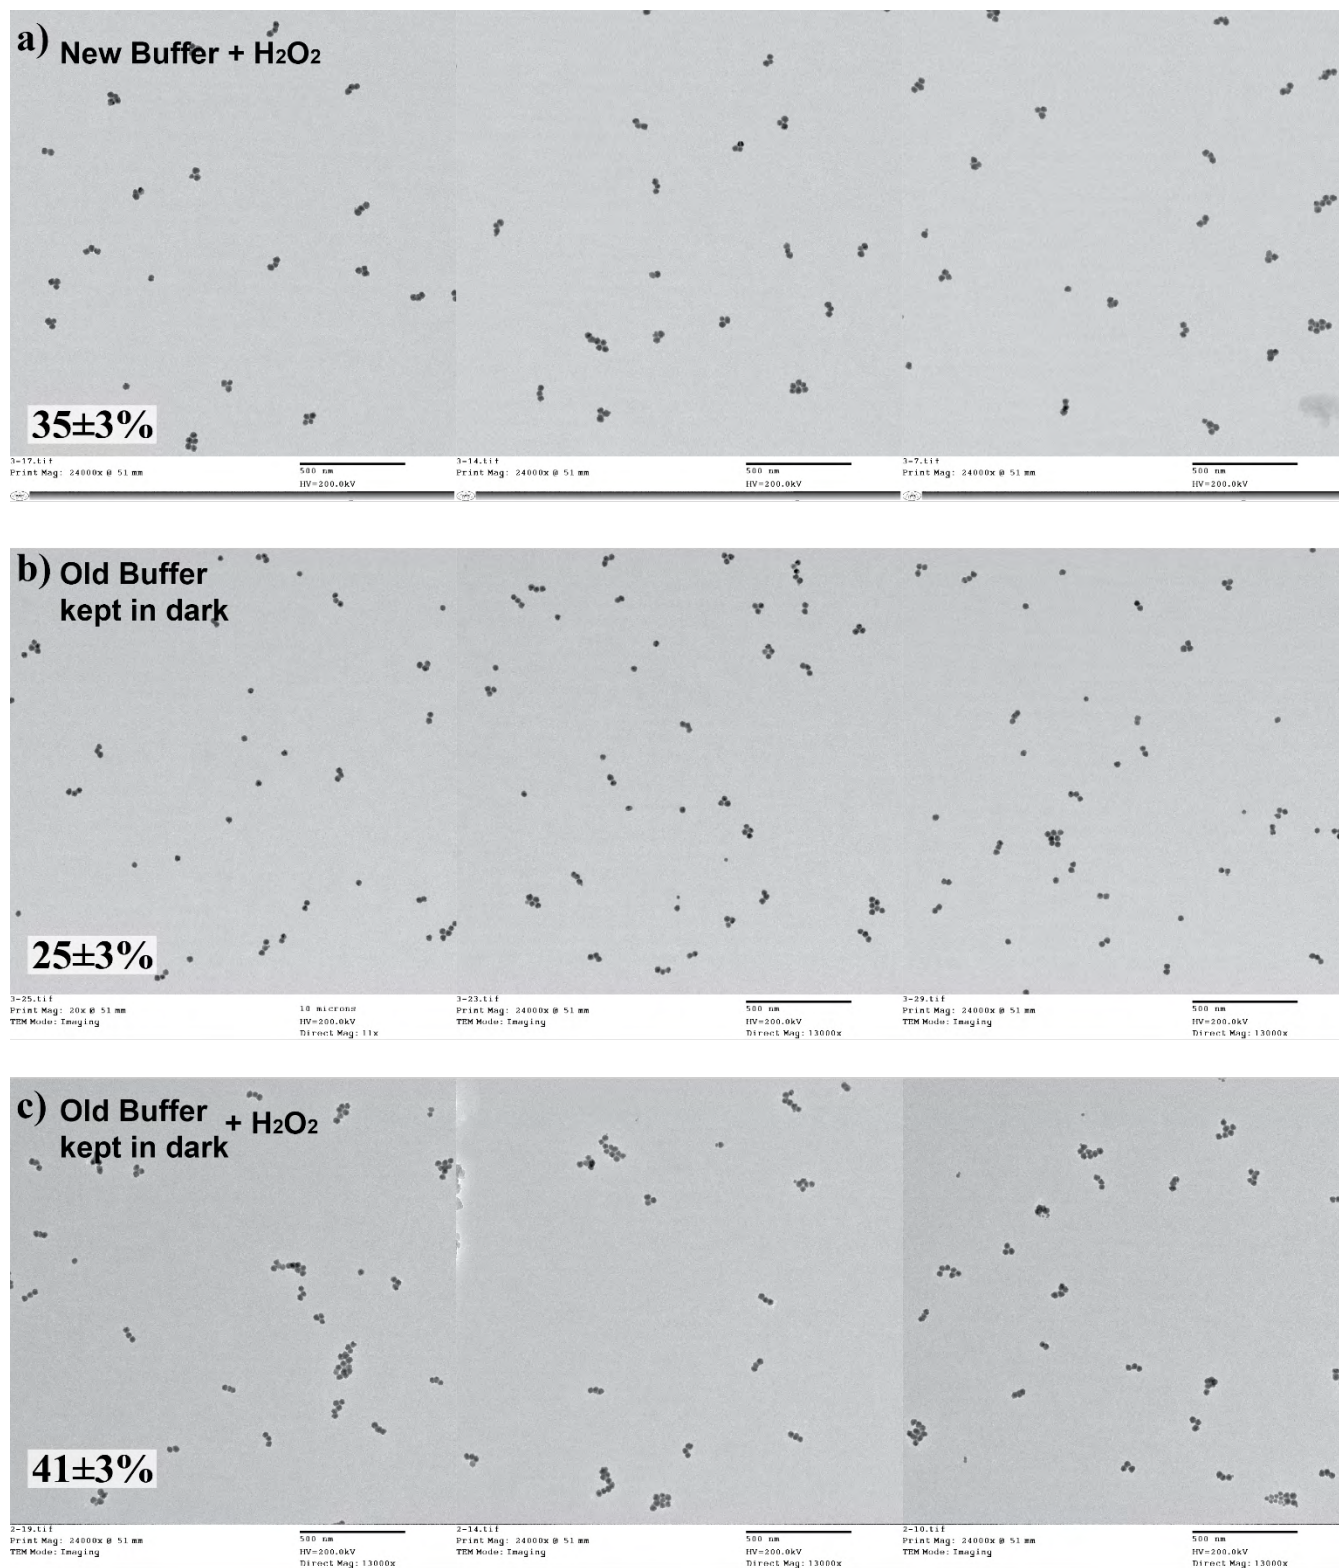 a) New Buffer + H2O2
35±3%
3-17.tif
Print Mag: 24000x @ 51 mm
500 nm
HV=200.0kV
3-14.tif
Print Mag: 24000x @ 51 mm
500 nm
HV=200.0kV
3-7.tif
Print Mag: 24000x @ 51 mm
500 nm
HV=200.0kV
b) Old Buffer
kept in dark
25±3%
3-25.tif
Print Mag: 20x @ 51 mm
TEM Mode: Imaging
10 microns
HV=200.0kV
Direct Mag: 11x
3-23.tif
Print Mag: 24000x @ 51 mm
TEM Mode: Imaging
500 nm
HV=200.0kV
Direct Mag: 13000x
3-29.tif
Print Mag: 24000x @ 51 mm
TEM Mode: Imaging
500 nm
HV=200.0kV
Direct Mag: 13000x
c) Old Buffer
kept in dark + H2O2
41±3%
2-19.tif
Print Mag: 24000x @ 51 mm
TEM Mode: Imaging
500 nm
HV=200.0kV
Direct Mag: 13000x
2-14.tif
Print Mag: 24000x @ 51 mm
TEM Mode: Imaging
500 nm
HV=200.0kV
Direct Mag: 13000x
2-10.tif
Print Mag: 24000x @ 51 mm
TEM Mode: Imaging
500 nm
HV=200.0kV
Direct Mag: 13000x